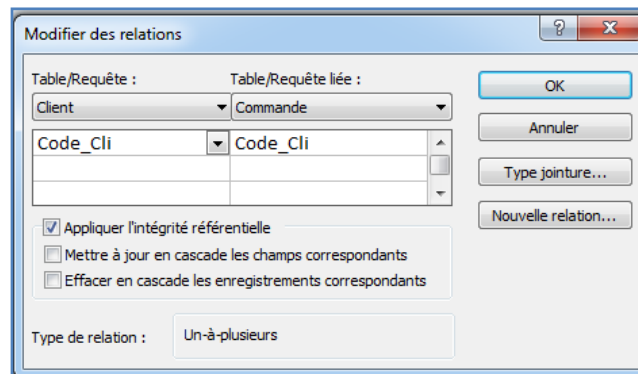 Modifier des relations
Table/Requête :
Table/Requête liée :
Client
Commande
Code_Cli
Code_Cli
Appliquer l'intégrité référentielle
Mettre à jour en cascade les champs correspondants
Effacer en cascade les enregistrements correspondants
Type de relation :
Un-à-plusieurs
OK
Annuler
Type jointure...
Nouvelle relation...